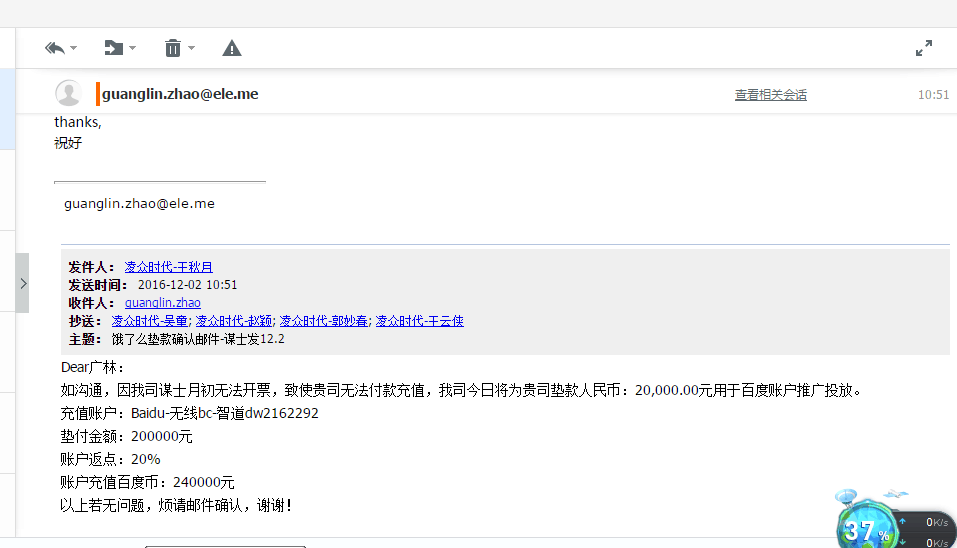 guanglin.zhao@ele.me
查看相关会话
10:51
thanks,
祝好
guanglin.zhao@ele.me
发件人： 凌众时代-王秋月
发送时间： 2016-12-02 10:51
收件人： guanglin.zhao
抄送： 凌众时代-吴童; 凌众时代-赵颖; 凌众时代-郭妙春; 凌众时代-王云侠
主题： 饿了么垫款确认邮件-谋士发12.2
Dear广林：
如沟通，因我司谋士月初无法开票，致使贵司无法付款充值，我司今日将为贵司垫款人民币：20,000.00元用于百度账户推广投放。
充值账户：Baidu-无线bc-智道dw2162292
垫付金额：200000元
账户返点：20%
账户充值百度币：240000元
以上若无问题，烦请邮件确认，谢谢！
37%
0K/s
0K/s